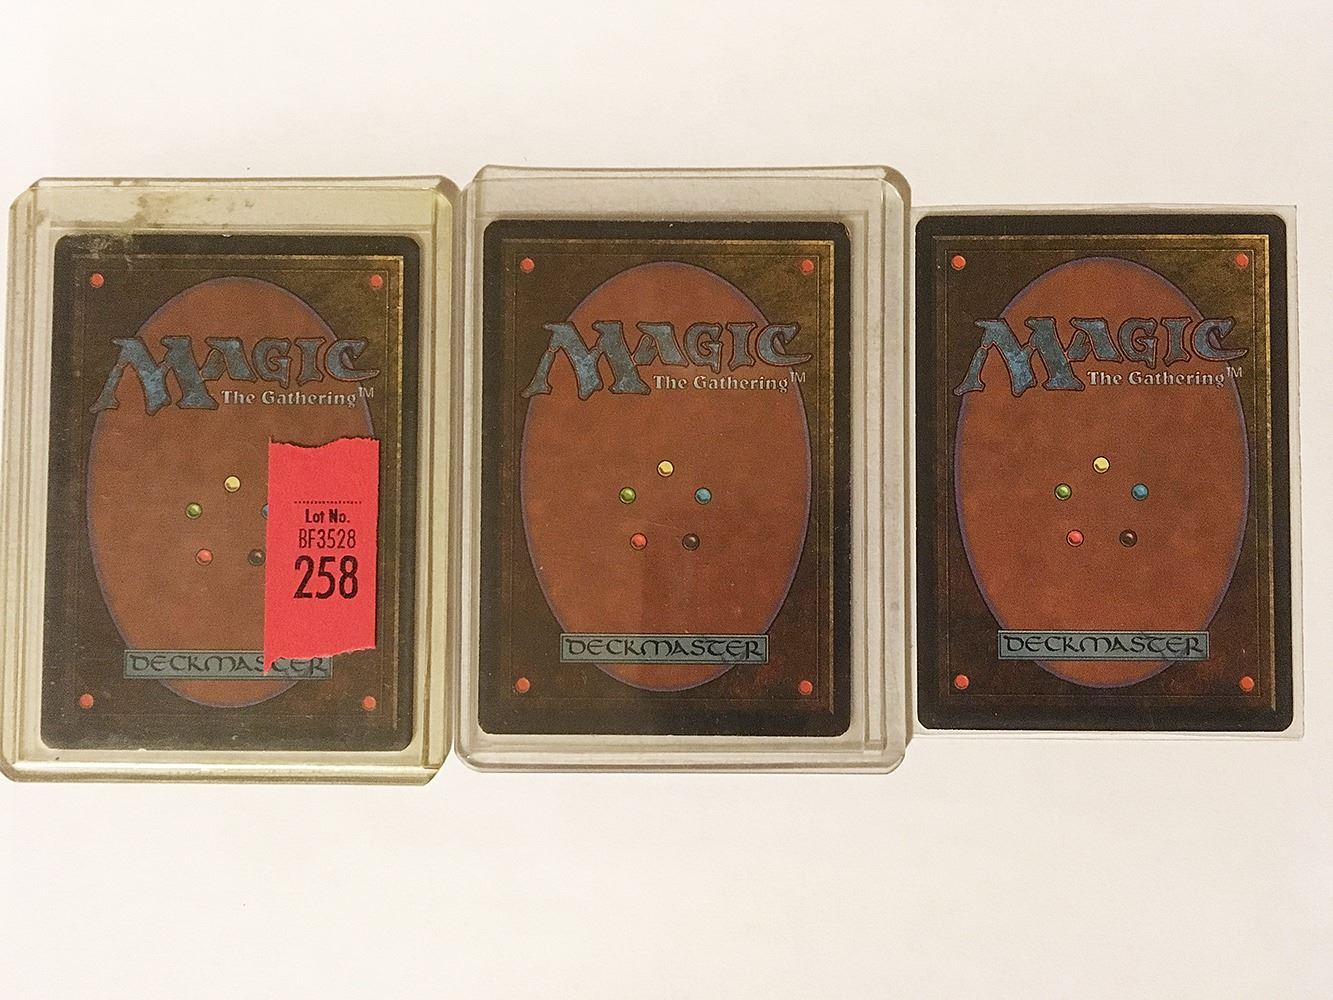 MAGIC
The Gathering™
Lot No.
BF3528
258
DECKMASTER
MAGIC
The Gathering™
DECKMASTER
MAGIC
The Gathering™
DECKMASTER